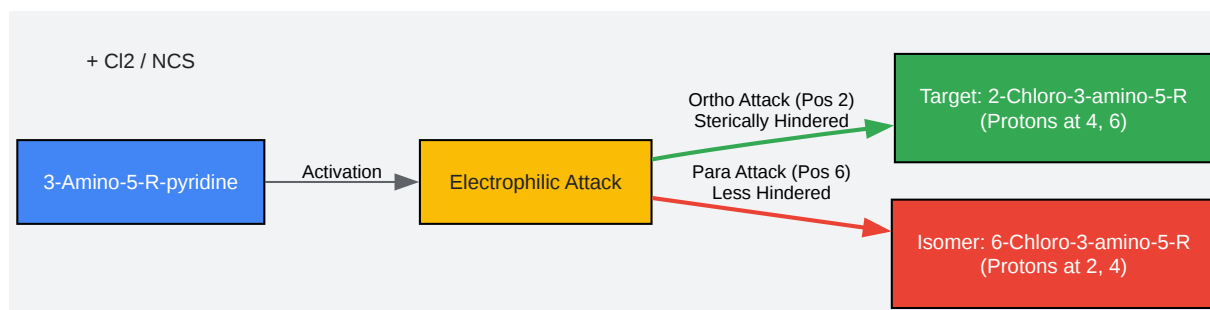 + Cl2 / NCS
3-Amino-5-R-pyridine
Activation
Electrophilic Attack
Ortho Attack (Pos 2)
Sterically Hindered
Para Attack (Pos 6)
Less Hindered
Target: 2-Chloro-3-amino-5-R
(Protons at 4, 6)
Isomer: 6-Chloro-3-amino-5-R
(Protons at 2, 4)